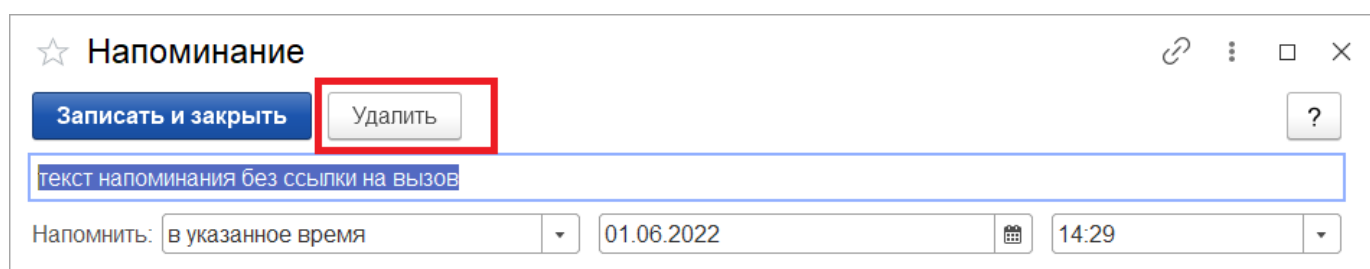 Напоминание
Записать и закрыть Удалить ?
текст напоминания без ссылки на вызов
Напомнить: в указанное время 01.06.2022 14:29